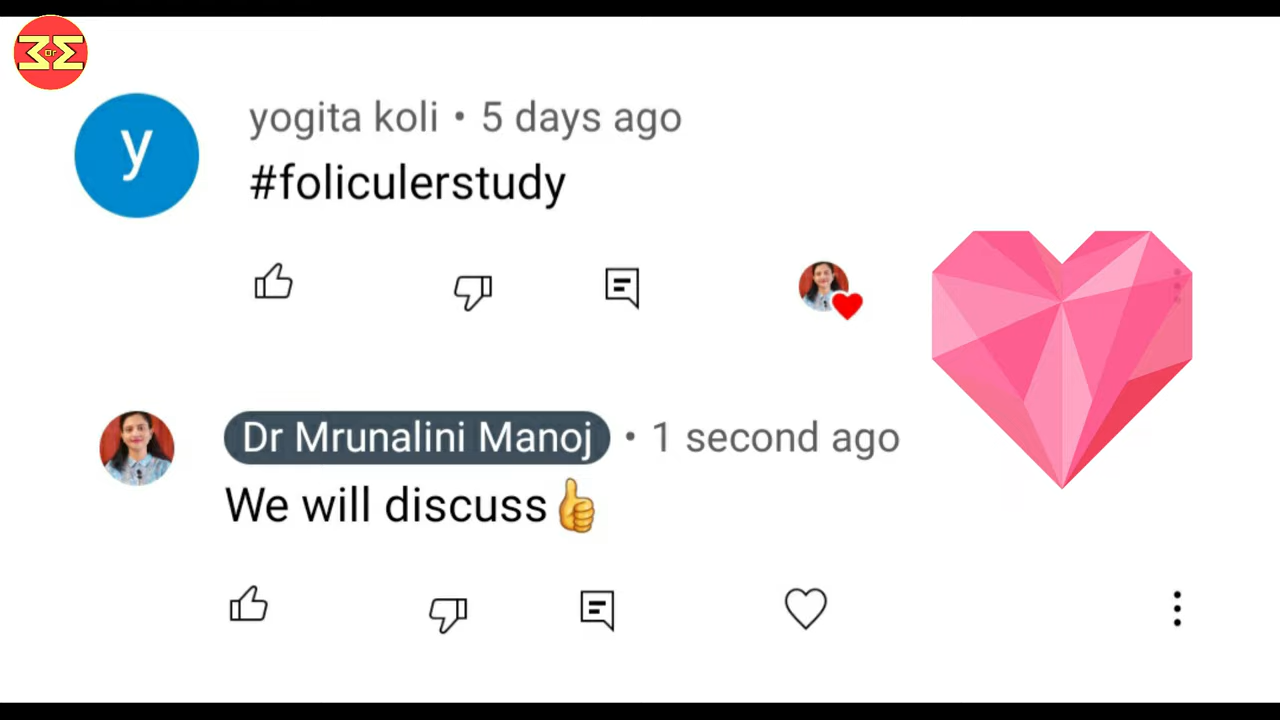 yogita koli • 5 days ago
#foliculerstudy
Dr Mrunalini Manoj • 1 second ago
We will discuss👍